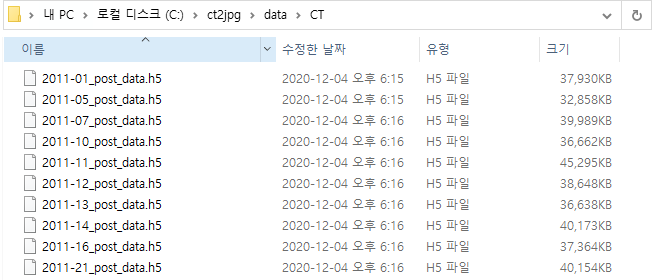 내 PC > 로컬 디스크 (C:) > ct2jpg > data > CT
이름 수정한 날짜 유형 크기
2011-01_post_data.h5 2020-12-04 오후 6:15 H5 파일 37,930KB
2011-05_post_data.h5 2020-12-04 오후 6:15 H5 파일 32,858KB
2011-07_post_data.h5 2020-12-04 오후 6:16 H5 파일 39,989KB
2011-10_post_data.h5 2020-12-04 오후 6:16 H5 파일 36,662KB
2011-11_post_data.h5 2020-12-04 오후 6:16 H5 파일 45,295KB
2011-12_post_data.h5 2020-12-04 오후 6:16 H5 파일 38,648KB
2011-13_post_data.h5 2020-12-04 오후 6:16 H5 파일 36,638KB
2011-14_post_data.h5 2020-12-04 오후 6:16 H5 파일 40,173KB
2011-16_post_data.h5 2020-12-04 오후 6:16 H5 파일 37,364KB
2011-21_post_data.h5 2020-12-04 오후 6:16 H5 파일 40,154KB